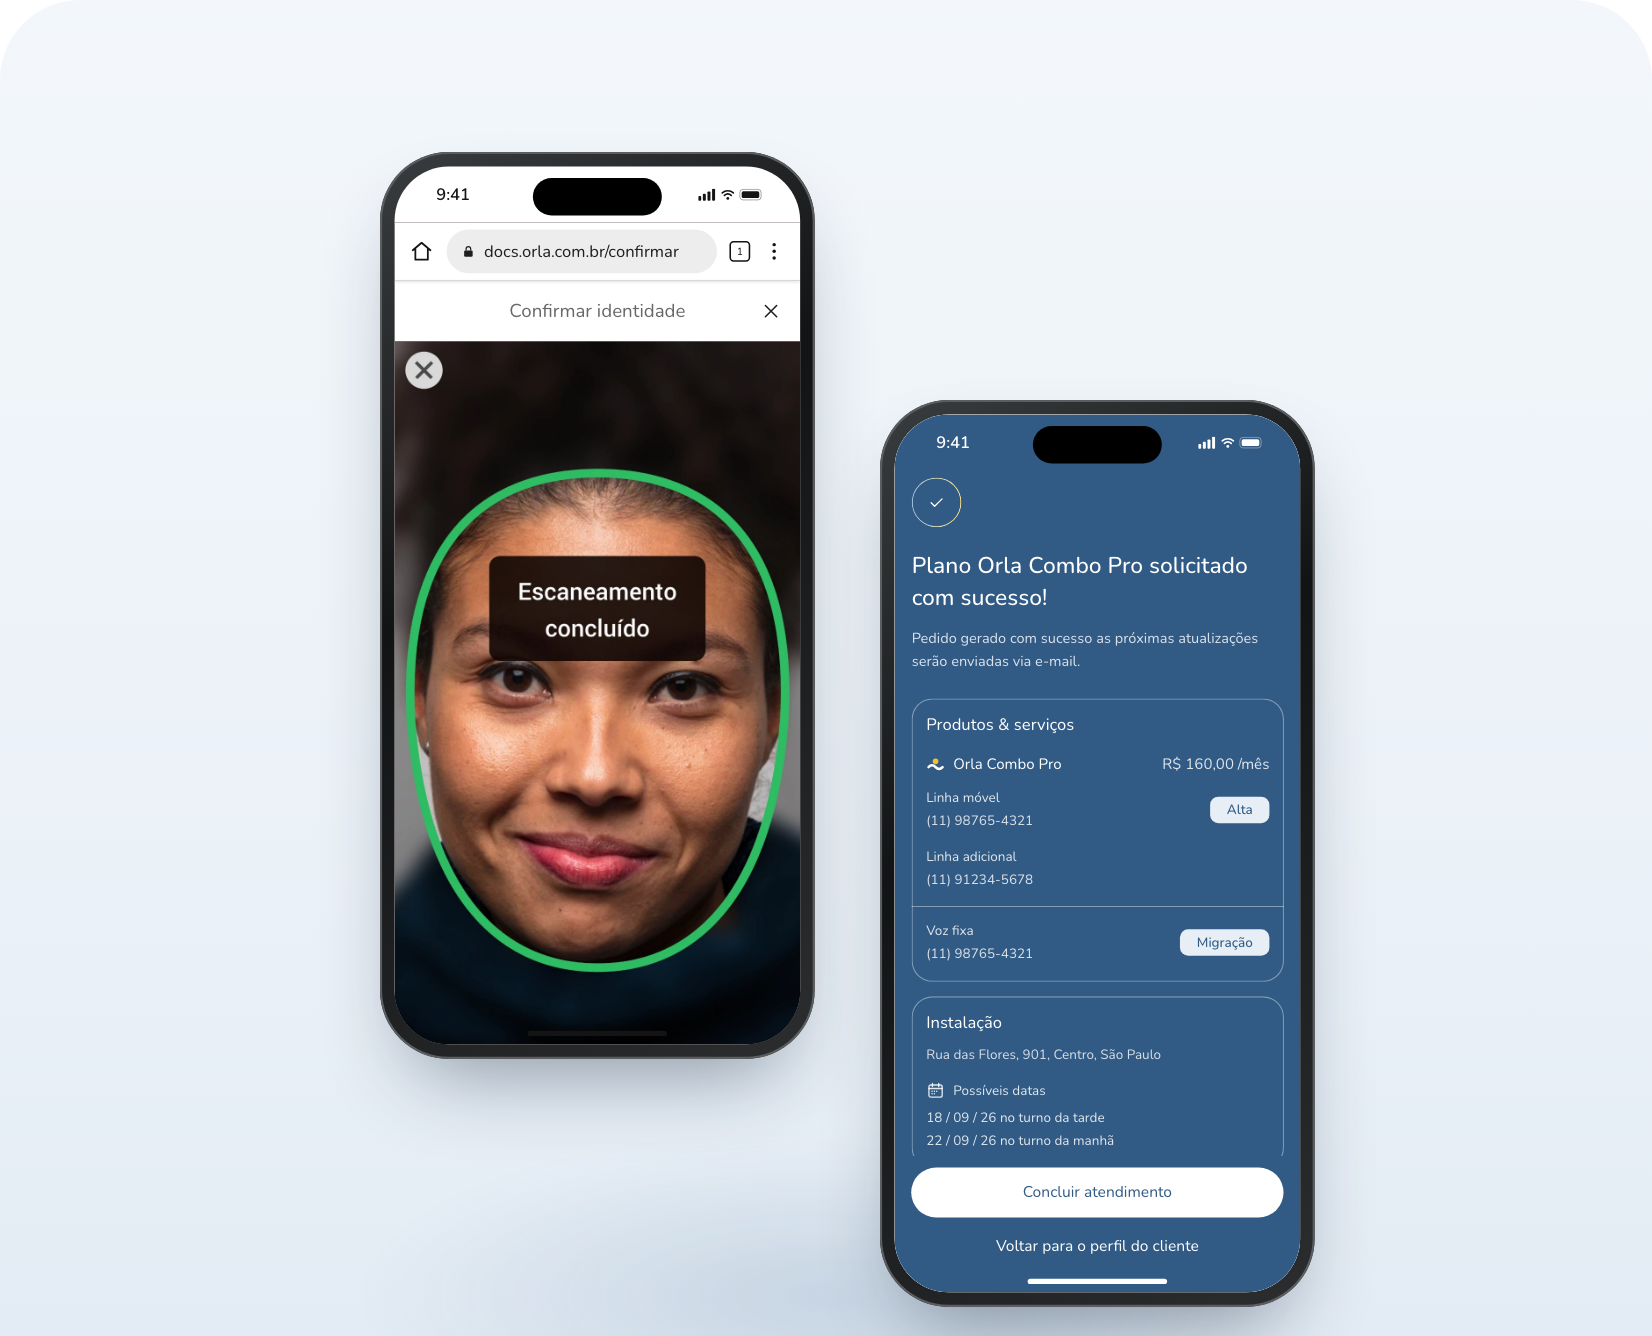 9:41
docs.orla.com.br/confirmar
1
Confirmar identidade
Escaneamento
concluído
9:41
Plano Orla Combo Pro solicitado
com sucesso!
Pedido gerado com sucesso as próximas atualizações
serão enviadas via e-mail.
Produtos & serviços
Orla Combo Pro R$ 160,00 /mês
Linha móvel
(11) 98765-4321
Alta
Linha adicional
(11) 91234-5678
Voz fixa
(11) 98765-4321
Migração
Instalação
Rua das Flores, 901, Centro, São Paulo
Possíveis datas
18 / 09 / 26 no turno da tarde
22 / 09 / 26 no turno da manhã
Concluir atendimento
Voltar para o perfil do cliente